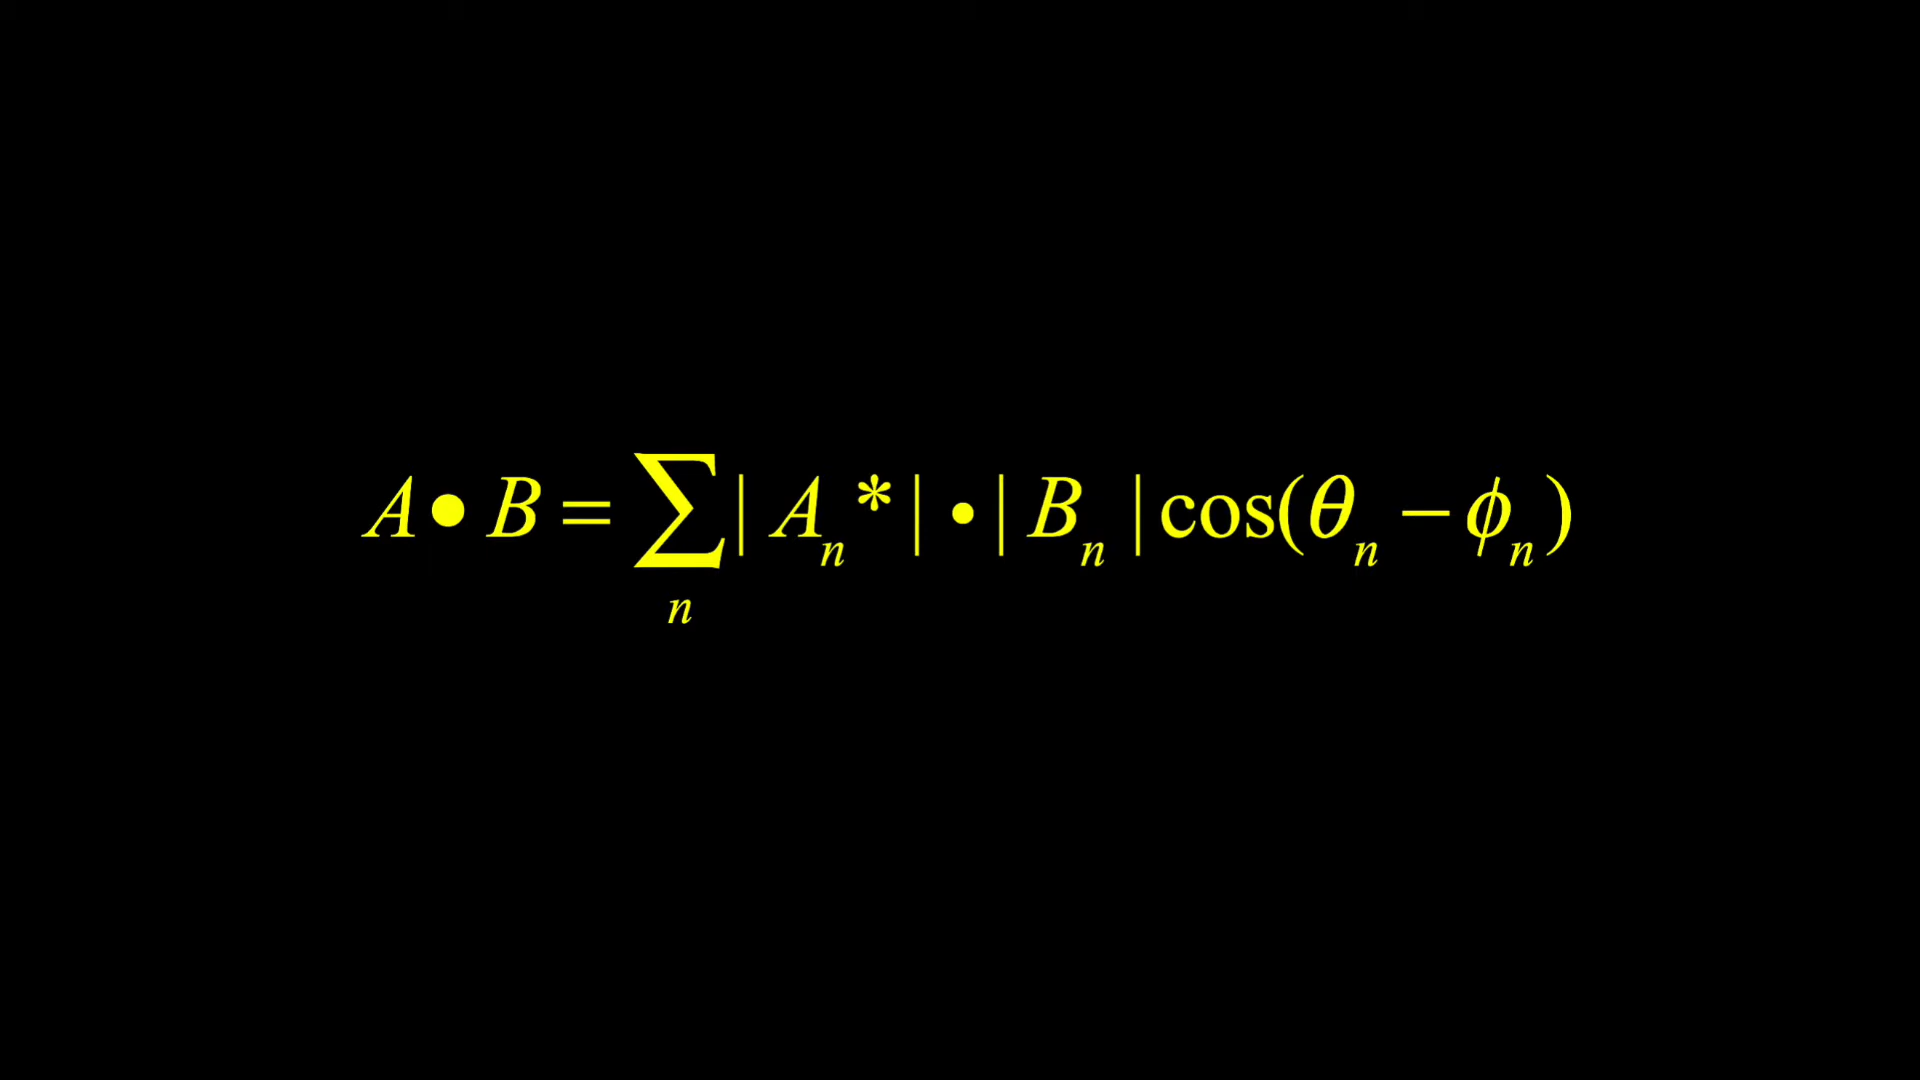 A • B = ∑ | Aₙ* | • | Bₙ | cos(θₙ − ϕₙ)
n